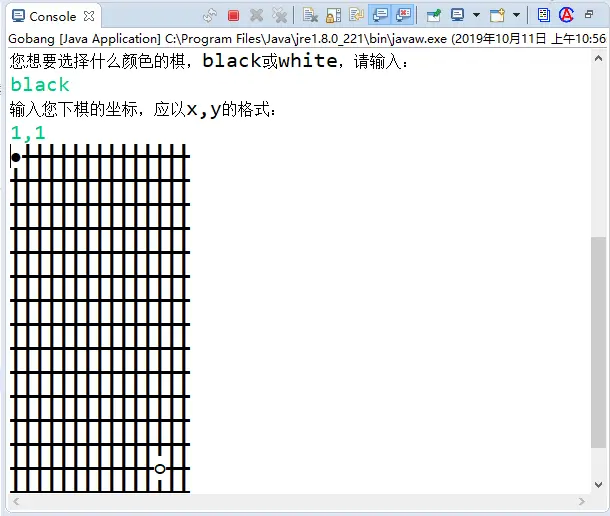 Console
Gobang [Java Application] C:\Program Files\Java\jre1.8.0_221\bin\javaw.exe (2019年10月11日 上午10:56
您想要选择什么颜色的棋，black或white，请输入：
black
输入您下棋的坐标，应以x,y的格式：
1,1